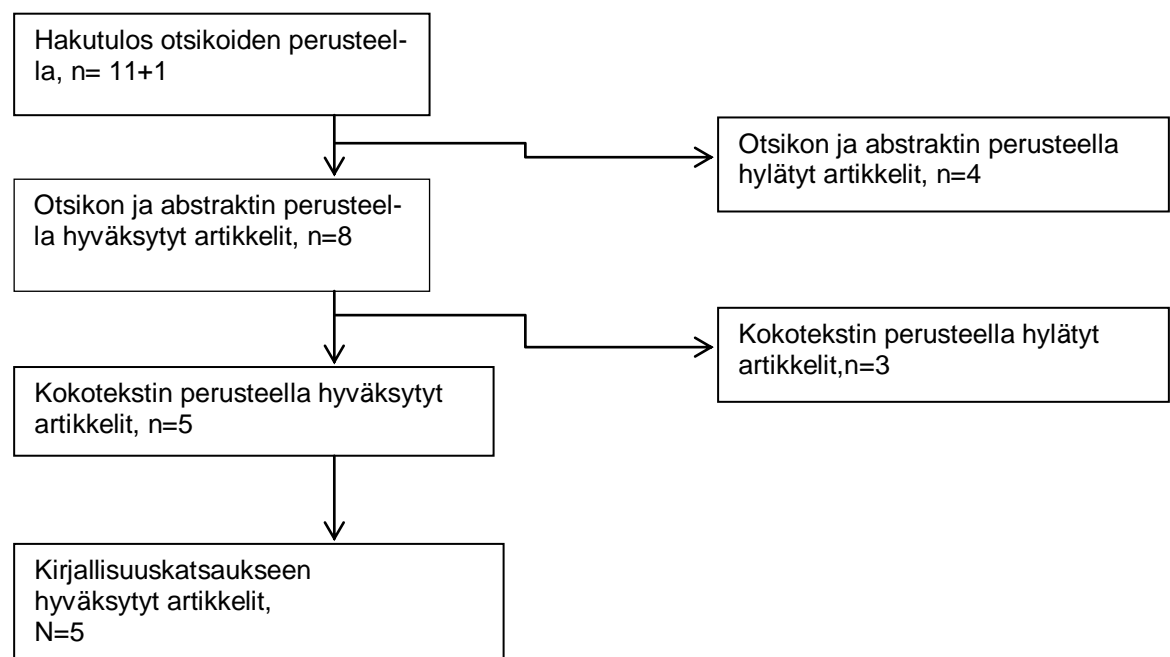 Hakutulos otsikoiden perusteel-
la, n= 11+1
Otsikon ja abstraktin perusteella
hylätyt artikkelit, n=4
Otsikon ja abstraktin perusteel-
la hyväksytyt artikkelit, n=8
Kokotekstin perusteella hylätyt
artikkelit,n=3
Kokotekstin perusteella hyväksytyt
artikkelit, n=5
Kirjallisuuskatsaukseen
hyväksytyt artikkelit,
N=5